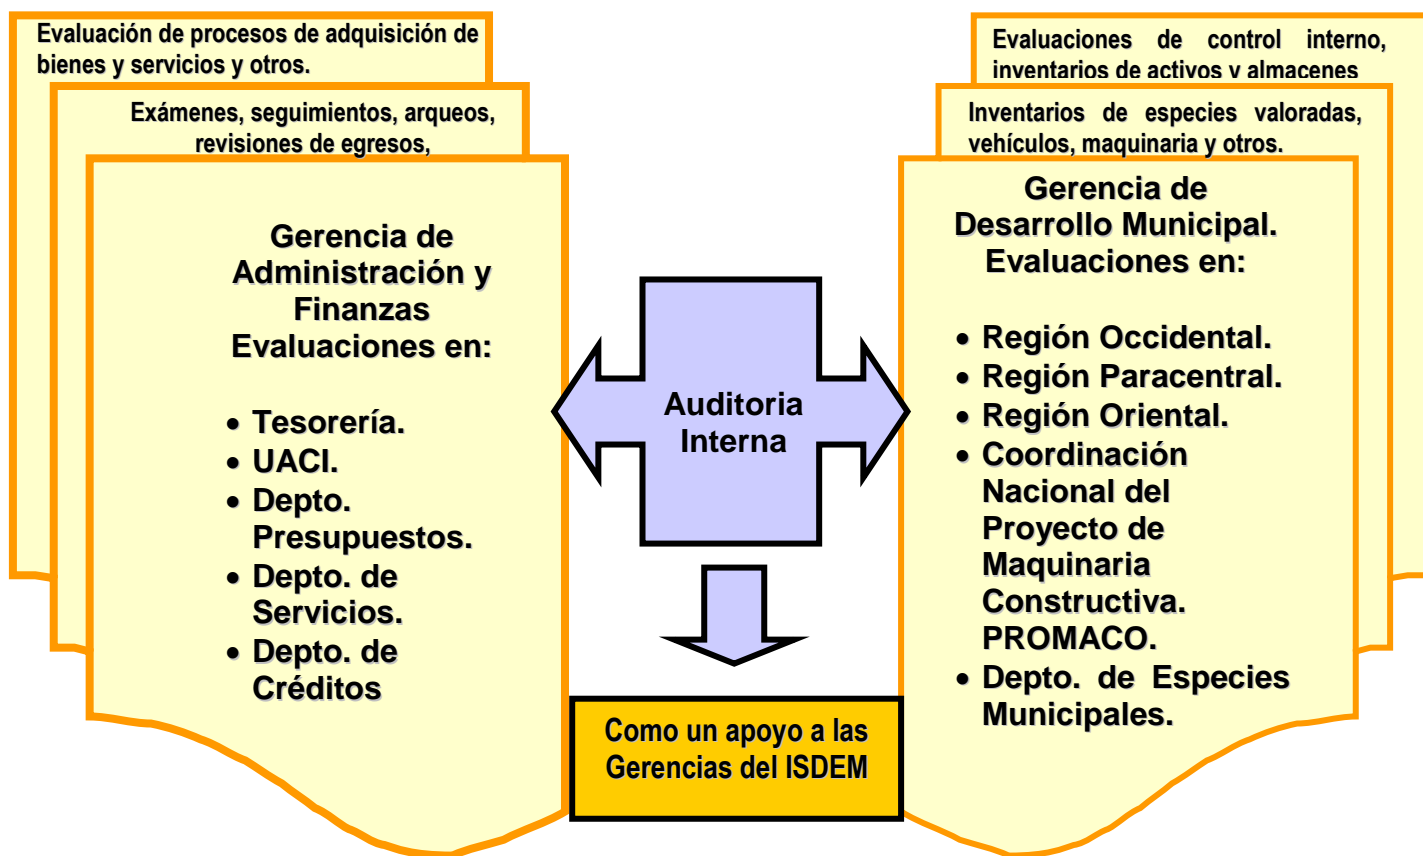 Evaluación de procesos de adquisición de
bienes y servicios y otros.
Exámenes, seguimientos, arqueos,
revisiones de egresos,
Gerencia de
Administración y
Finanzas
Evaluaciones en:
• Tesorería.
• UACI.
• Depto.
Presupuestos.
• Depto. de
Servicios.
• Depto. de
Créditos
Auditoria
Interna
Como un apoyo a las
Gerencias del ISDEM
Evaluaciones de control interno,
inventarios de activos y almacenes
Inventarios de especies valoradas,
vehículos, maquinaria y otros.
Gerencia de
Desarrollo Municipal.
Evaluaciones en:
• Región Occidental.
• Región Paracentral.
• Región Oriental.
• Coordinación
Nacional del
Proyecto de
Maquinaria
Constructiva.
PROMACO.
• Depto. de Especies
Municipales.